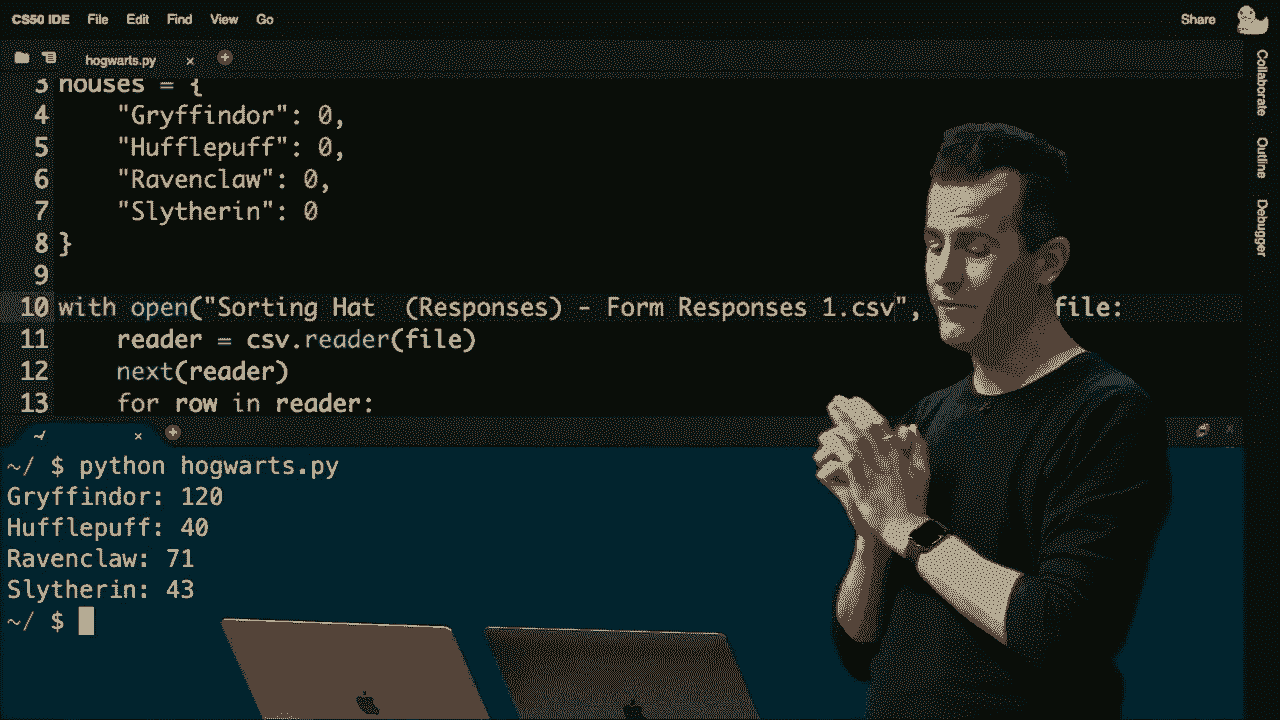 CS50 IDE File Edit Find View Go Share
hogwarts.py
3 houses = {
4 "Gryffindor": 0,
5 "Hufflepuff": 0,
6 "Ravenclaw": 0,
7 "Slytherin": 0
8 }
9
10 with open("Sorting Hat  (Responses) - Form Responses 1.csv", file:
11 reader = csv.reader(file)
12 next(reader)
13 for row in reader:
Collaborate
Outline
Debugger
~/ $ python hogwarts.py
Gryffindor: 120
Hufflepuff: 40
Ravenclaw: 71
Slytherin: 43
~/ $